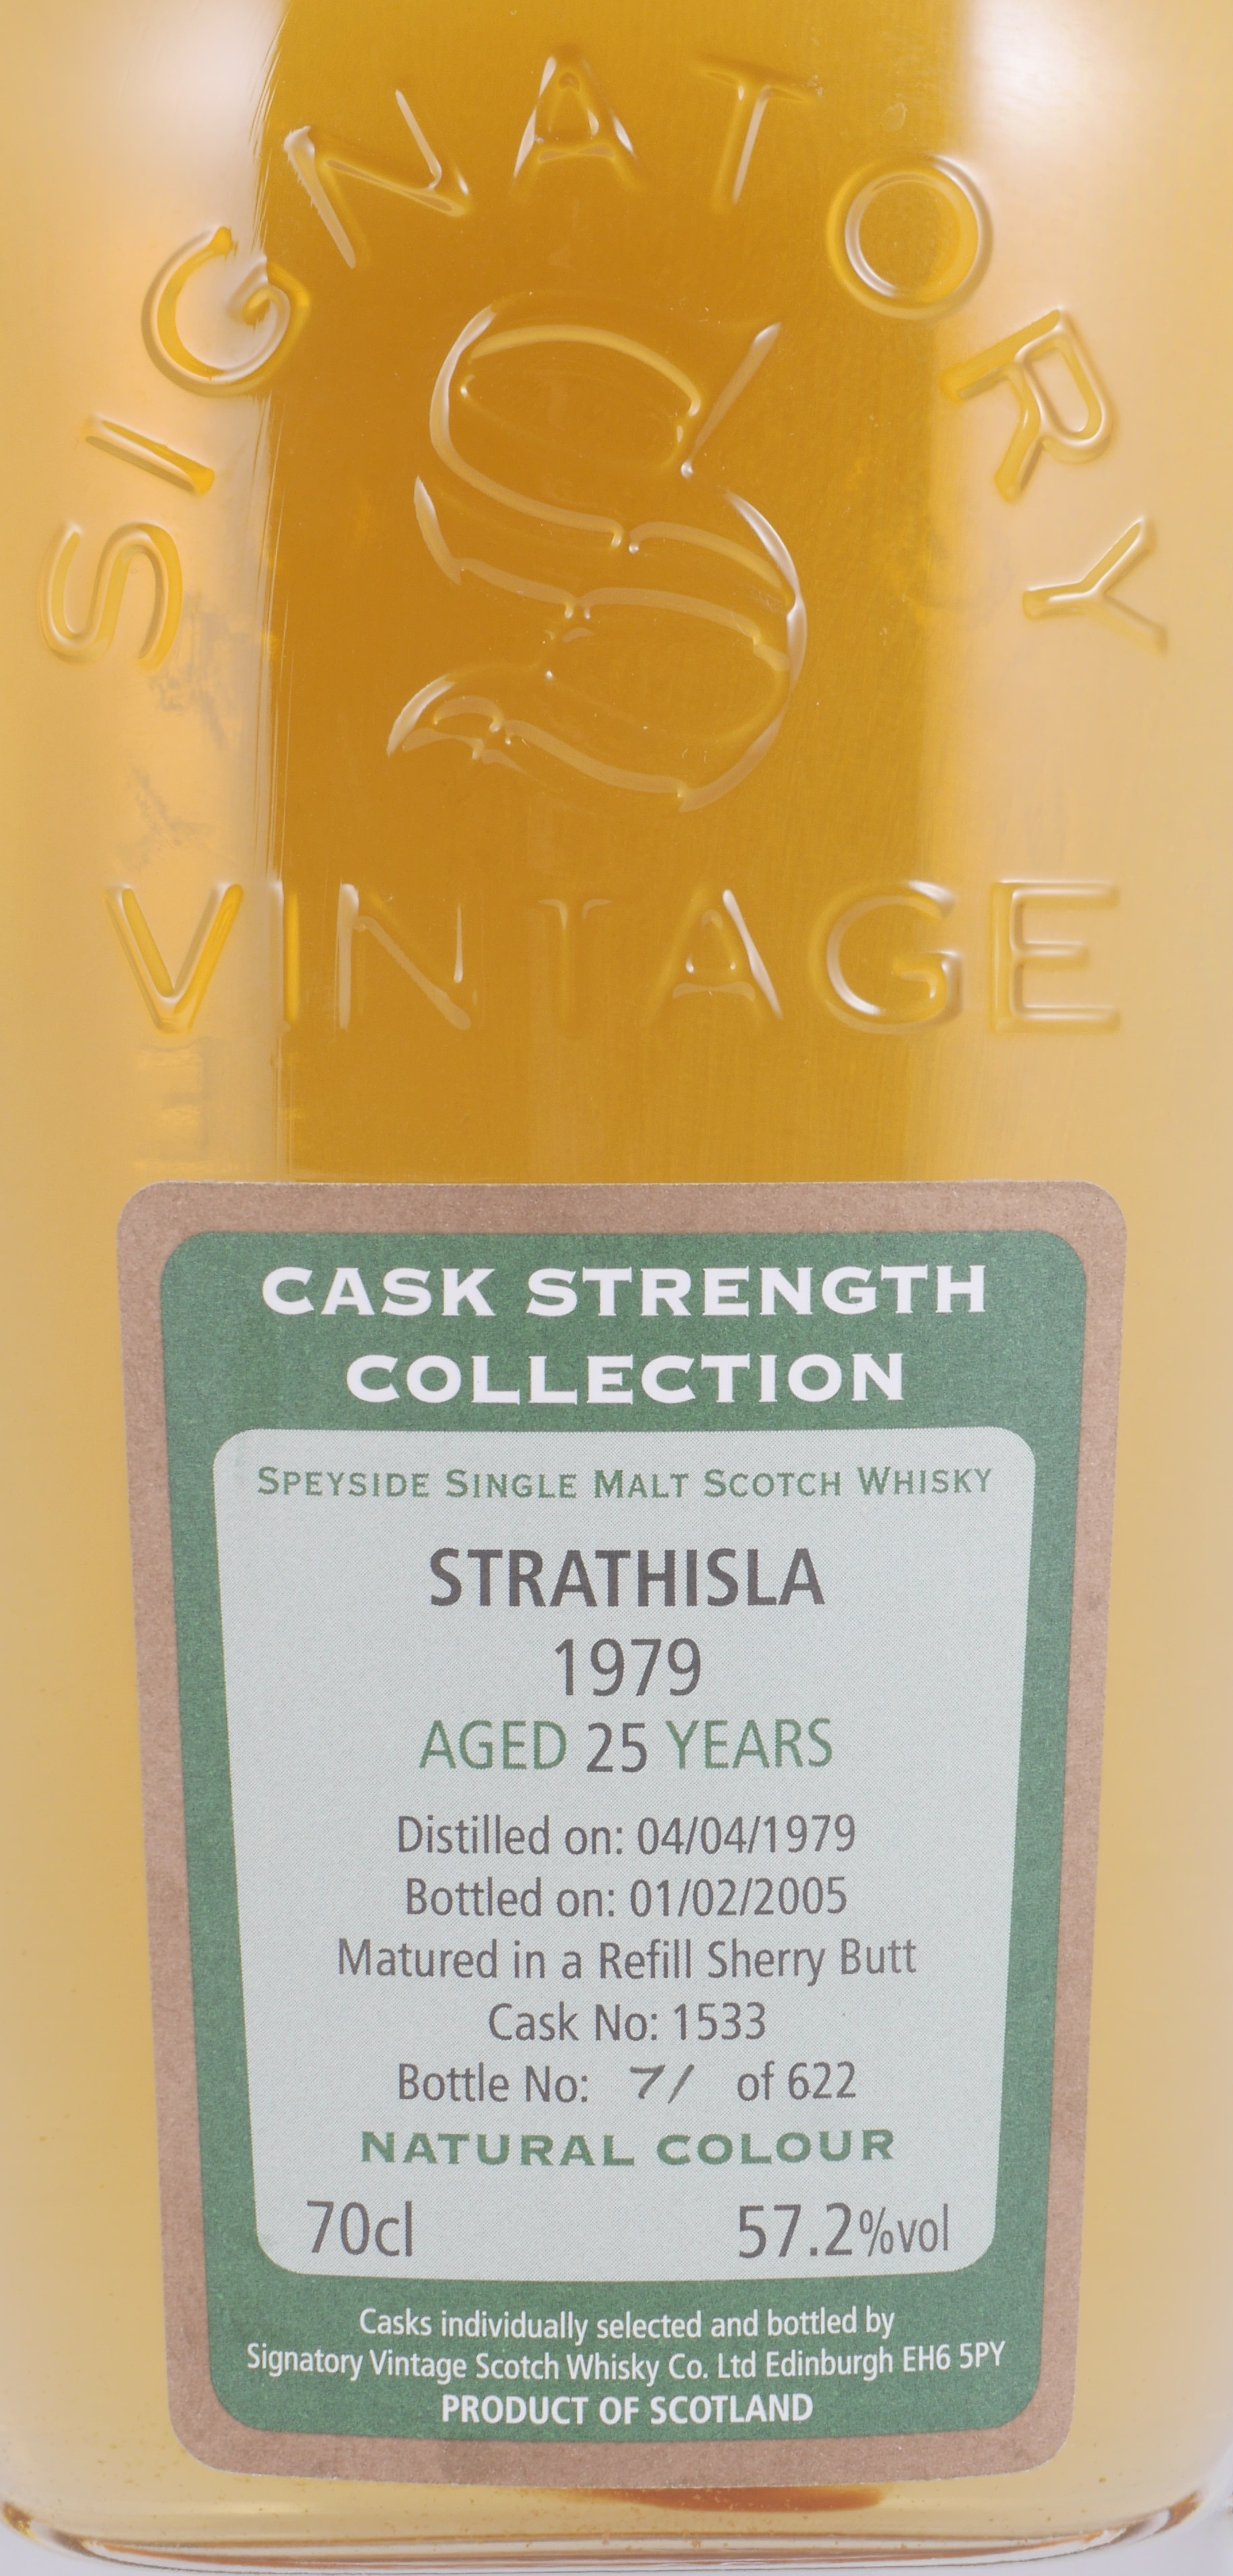 SIGNATORY
S
VINTAGE
CASK STRENGTH
COLLECTION
SPEYSIDE SINGLE MALT SCOTCH WHISKY
STRATHISLA
1979
AGED 25 YEARS
Distilled on: 04/04/1979
Bottled on: 01/02/2005
Matured in a Refill Sherry Butt
Cask No: 1533
Bottle No: 71 of 622
NATURAL COLOUR
70cl 57.2%vol
Casks individually selected and bottled by
Signatory Vintage Scotch Whisky Co. Ltd Edinburgh EH6 5PY
PRODUCT OF SCOTLAND